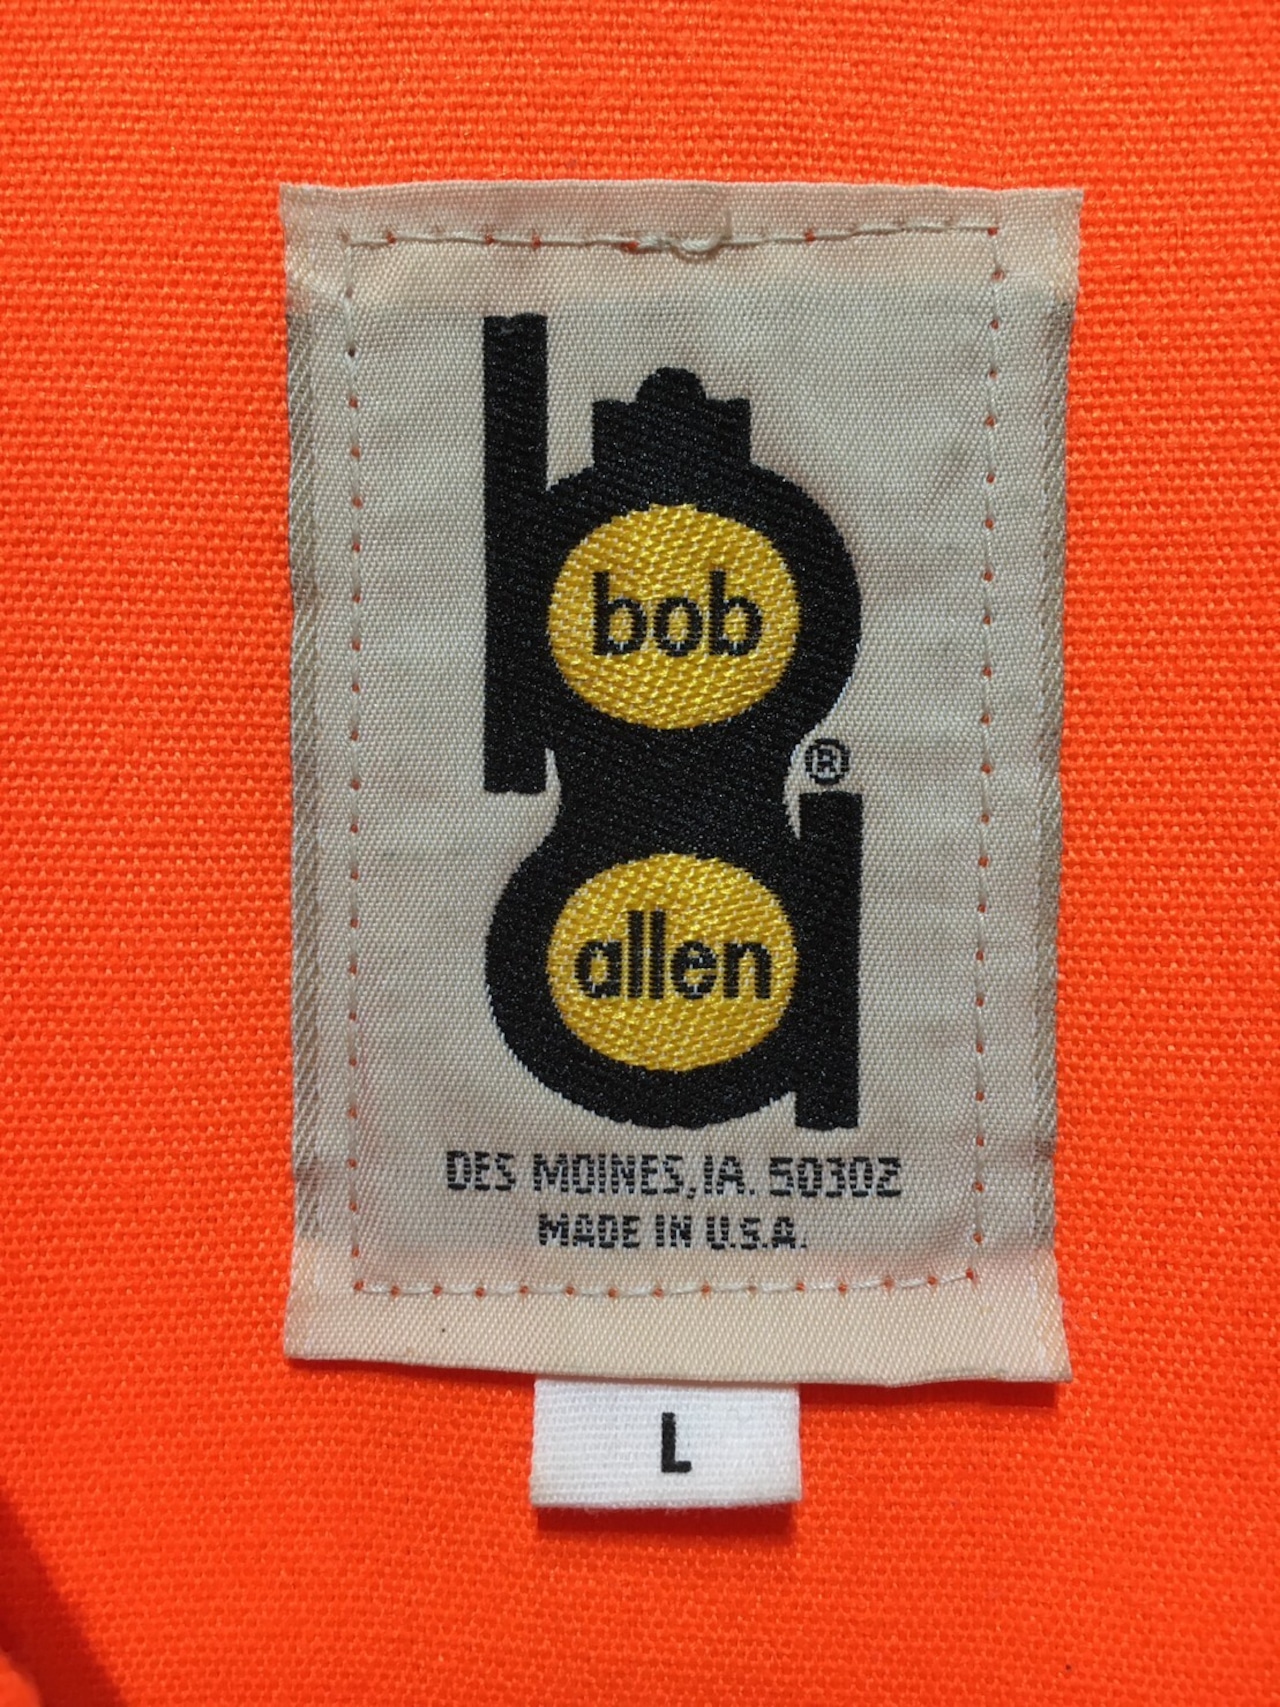 bob
®
allen
DES MOINES, IA. 50302
MADE IN U.S.A.
L